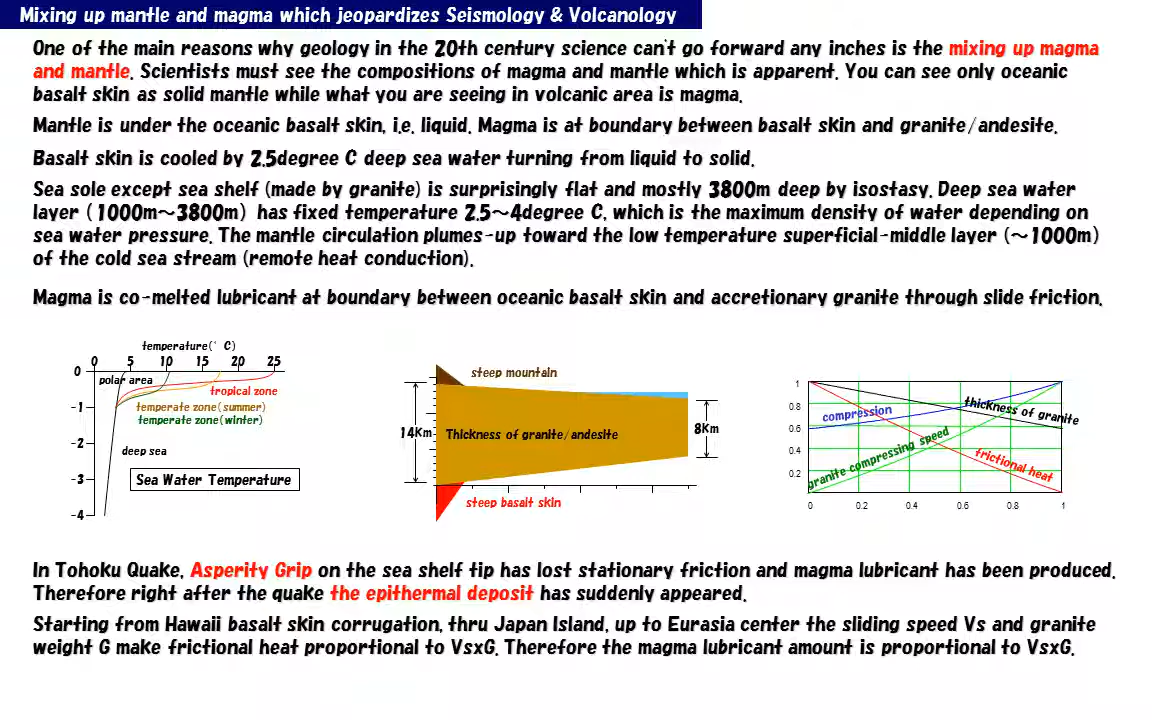 Mixing up mantle and magma which jeopardizes Seismology & Volcanology
One of the main reasons why geology in the 20th century science can't go forward any inches is the mixing up magma
and mantle. Scientists must see the compositions of magma and mantle which is apparent. You can see only oceanic
basalt skin as solid mantle while what you are seeing in volcanic area is magma.
Mantle is under the oceanic basalt skin, i.e. liquid. Magma is at boundary between basalt skin and granite/andesite.
Basalt skin is cooled by 2.5degree C deep sea water turning from liquid to solid.
Sea sole except sea shelf (made by granite) is surprisingly flat and mostly 3800m deep by isostasy. Deep sea water
layer (1000m~3800m) has fixed temperature 2.5~4degree C, which is the maximum density of water depending on
sea water pressure. The mantle circulation plumes-up toward the low temperature superficial-middle layer (~1000m)
of the cold sea stream (remote heat conduction).
Magma is co-melted lubricant at boundary between oceanic basalt skin and accretionary granite through slide friction.
temperature(°C)
0 5 10 15 20 25
0
-1
-2
-3
-4
polar area
tropical zone
temperate zone(summer)
temperate zone(winter)
deep sea
Sea Water Temperature
steep mountain
14Km
Thickness of granite/andesite
8Km
steep basalt skin
1
0.8
0.6
0.4
0.2
compression
thickness of granite
granite compressing speed
frictional heat
0 0.2 0.4 0.6 0.8 1
In Tohoku Quake, Asperity Grip on the sea shelf tip has lost stationary friction and magma lubricant has been produced.
Therefore right after the quake the epithermal deposit has suddenly appeared.
Starting from Hawaii basalt skin corrugation, thru Japan Island, up to Eurasia center the sliding speed Vs and granite
weight G make frictional heat proportional to VsxG. Therefore the magma lubricant amount is proportional to VsxG.